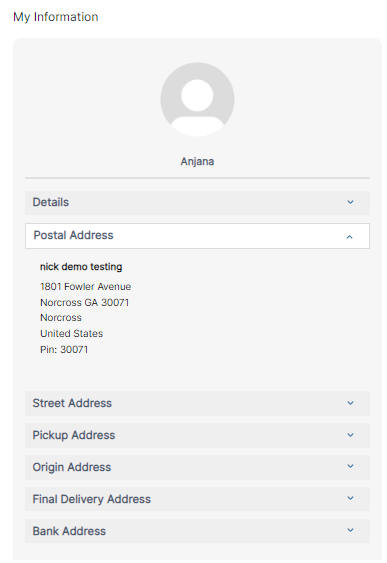 My Information
Anjana
Details
Postal Address
nick demo testing
1801 Fowler Avenue
Norcross GA 30071
Norcross
United States
Pin: 30071
Street Address
Pickup Address
Origin Address
Final Delivery Address
Bank Address